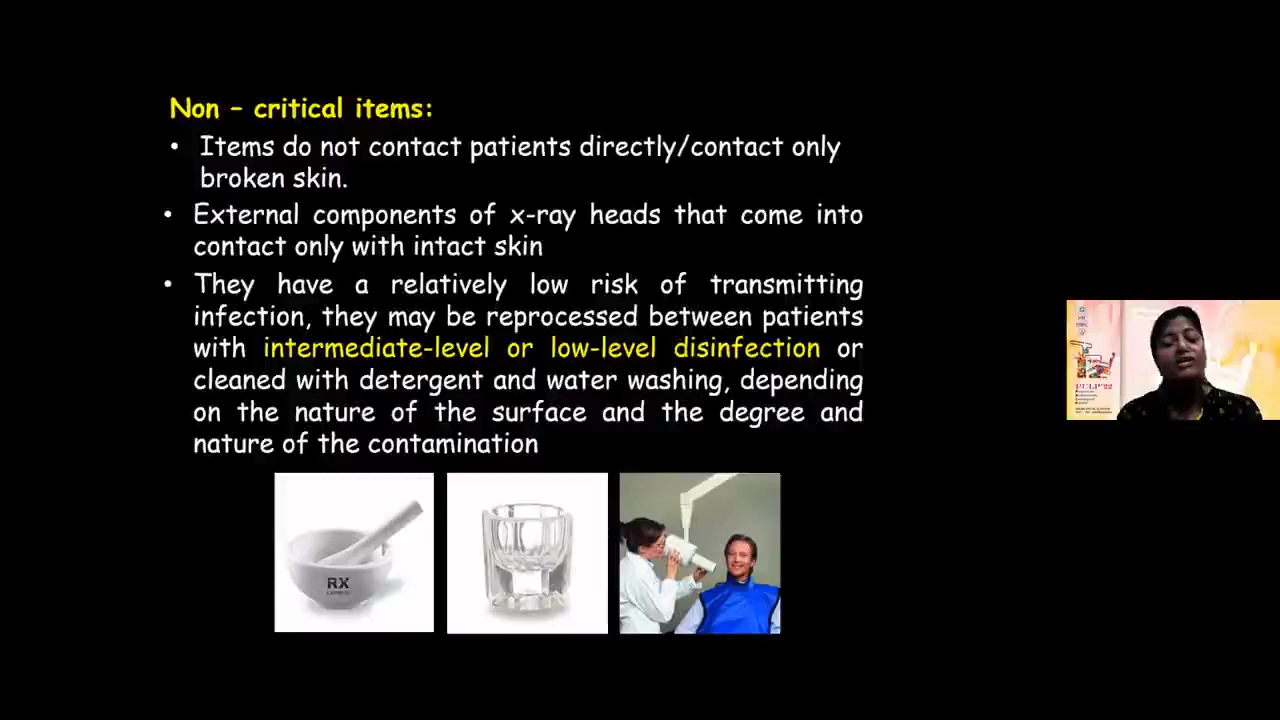 Non – critical items:
• Items do not contact patients directly/contact only
broken skin.
• External components of x-ray heads that come into
contact only with intact skin
• They have a relatively low risk of transmitting
infection, they may be reprocessed between patients
with intermediate-level or low-level disinfection or
cleaned with detergent and water washing, depending
on the nature of the surface and the degree and
nature of the contamination
RX
PULP'22